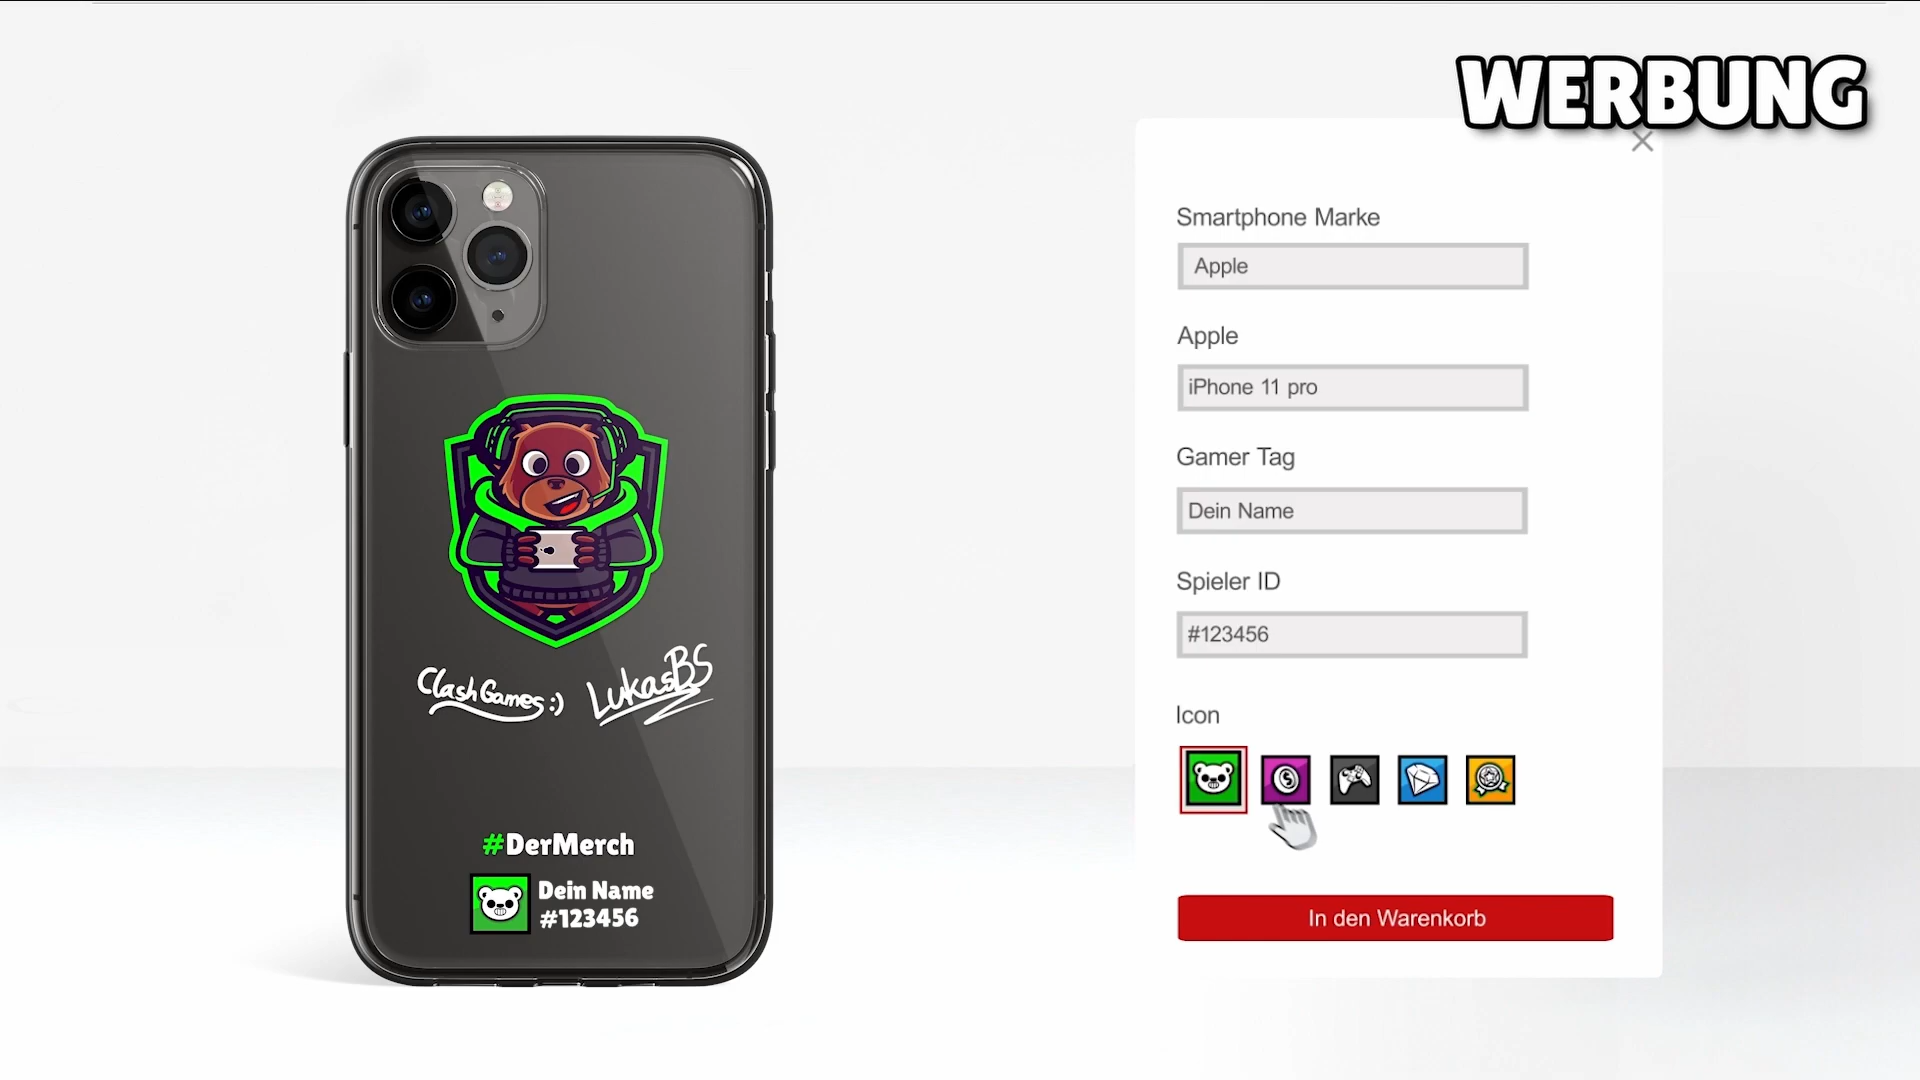 WERBUNG
Smartphone Marke
Apple
Apple
iPhone 11 pro
Gamer Tag
Dein Name
Spieler ID
#123456
Icon
In den Warenkorb
ClashGames:) LukasBS
#DerMerch
Dein Name
#123456